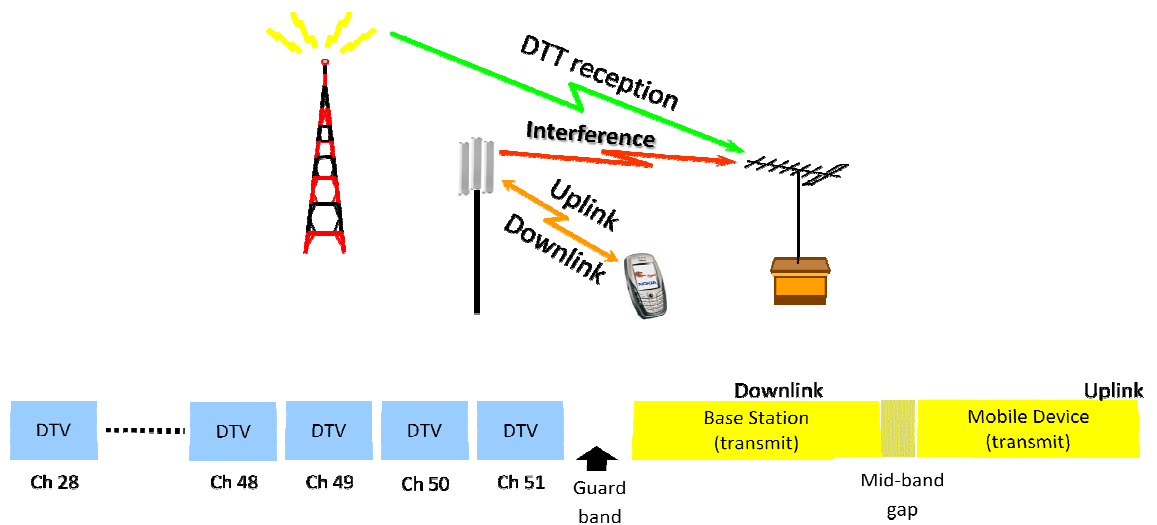 DTT reception
Interference
Uplink
Downlink
NOKIA
Downlink
Uplink
DTV
DTV
DTV
DTV
DTV
Base Station
(transmit)
Mobile Device
(transmit)
Ch 28
Ch 48
Ch 49
Ch 50
Ch 51
Guard
band
Mid-band
gap